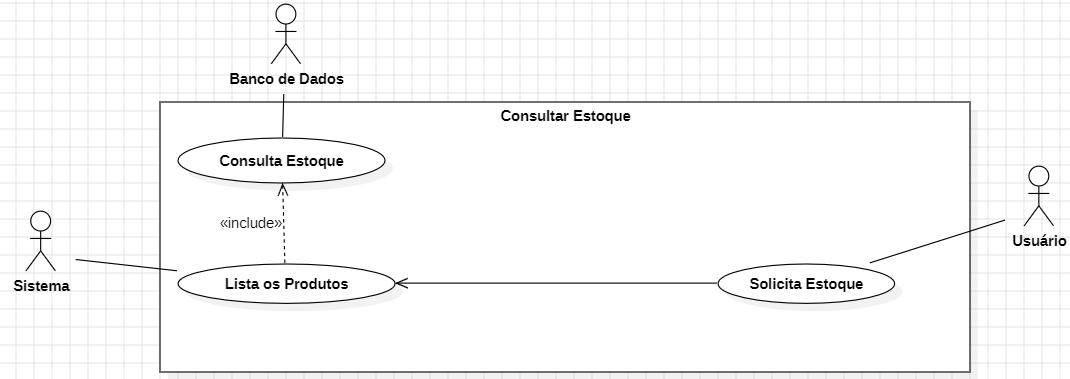 Banco de Dados
Consultar Estoque
Consulta Estoque
Usuário
«include»
Sistema
Lista os Produtos
Solicita Estoque